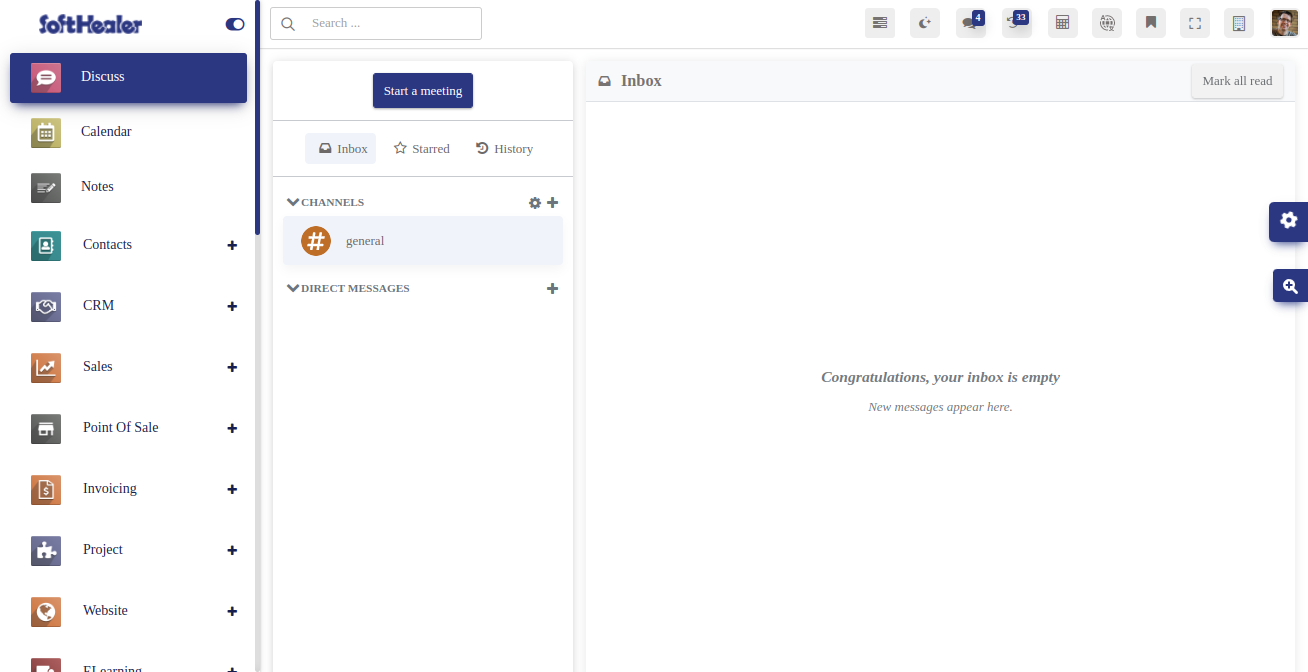 SoftHealer
Search ...
4
33
Discuss
Calendar
Notes
Contacts
CRM
Sales
Point Of Sale
Invoicing
Project
Website
ELearning
Start a meeting
Inbox
Starred
History
CHANNELS
general
DIRECT MESSAGES
Inbox
Mark all read
Congratulations, your inbox is empty
New messages appear here.